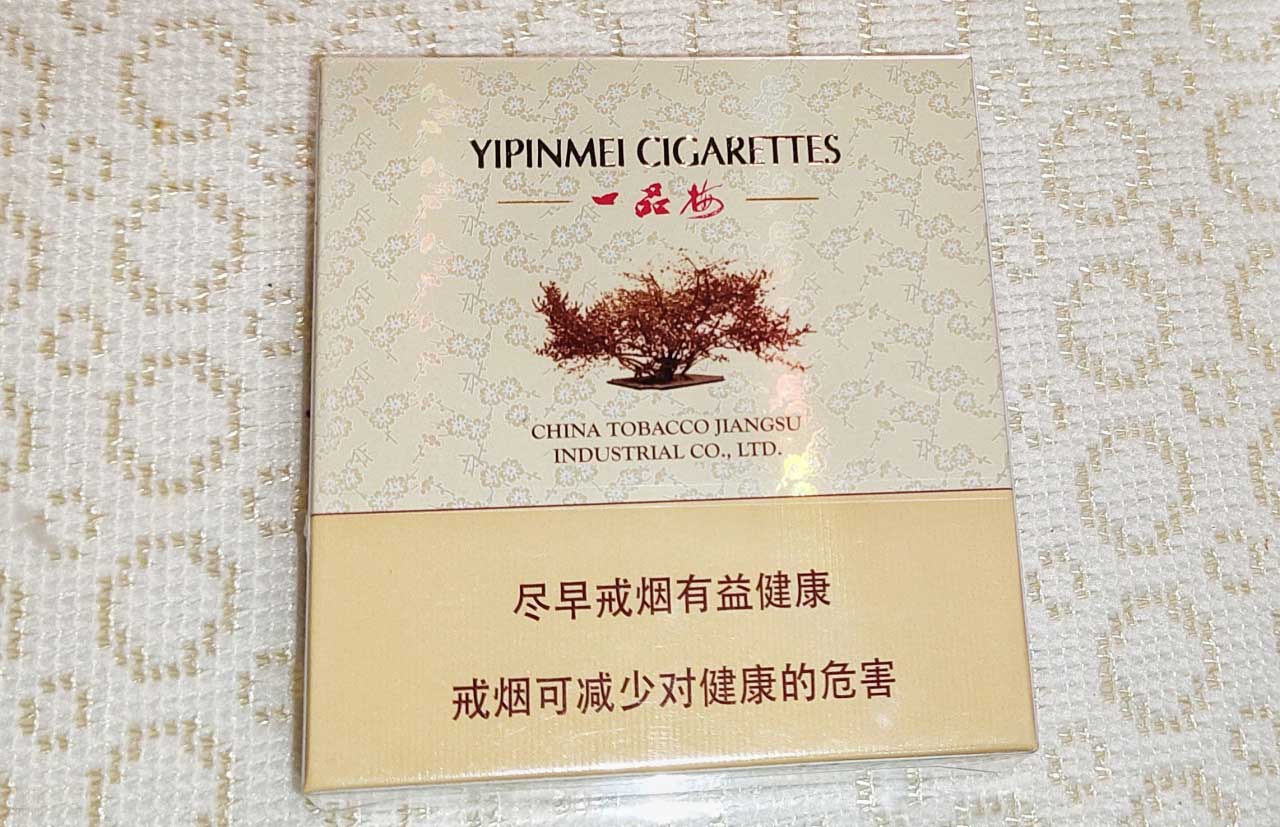 YIPINMEI CIGARETTES
一品梅
CHINA TOBACCO JIANGSU
INDUSTRIAL CO., LTD.
尽早戒烟有益健康
戒烟可减少对健康的危害